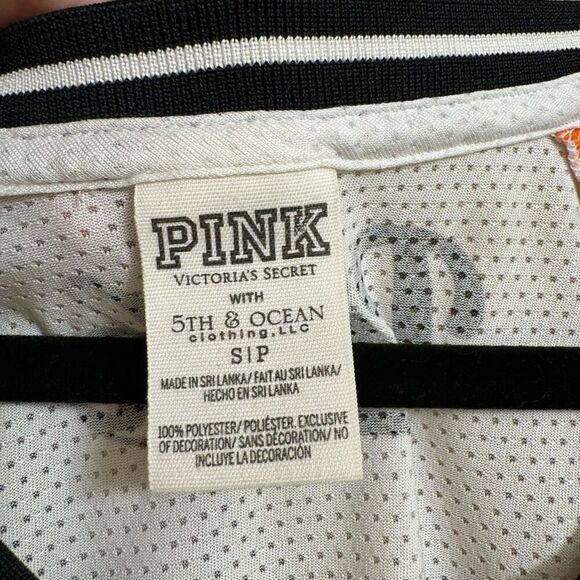 PINK
VICTORIA'S SECRET
WITH
5TH & OCEAN
clothing, LLC
S|P
MADE IN SRI LANKA/ FAIT AU SRI LANKA/
HECHO EN SRI LANKA
100% POLYESTER/ POLIÉSTER. EXCLUSIVE
OF DECORATION/ SANS DÉCORATION/ NO
INCLUYE LA DECORACIÓN